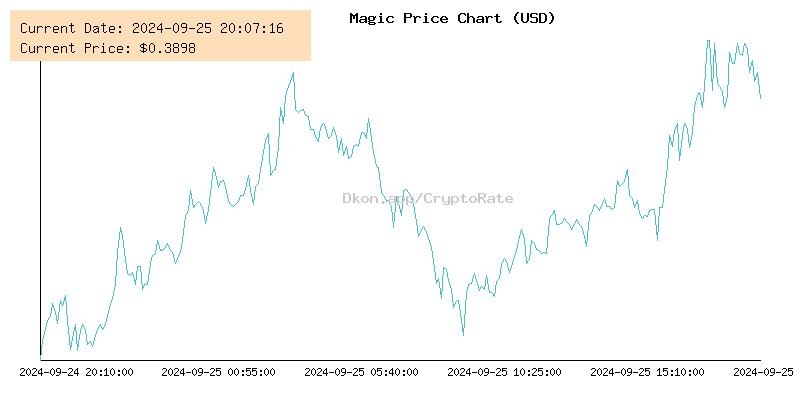 Magic Price Chart (USD)
Current Date: 2024-09-25 20:07:16
Current Price: $0.3898
Dkon.app/CryptoRate
2024-09-24 20:10:00 2024-09-25 00:55:00 2024-09-25 05:40:00 2024-09-25 10:25:00 2024-09-25 15:10:00 2024-09-25